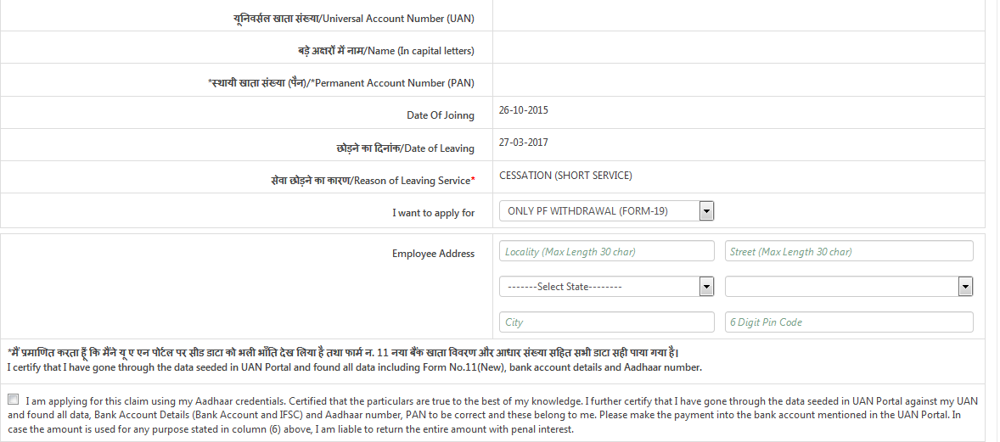 यूनिवर्सल खाता संख्या/Universal Account Number (UAN)
बड़े अक्षरों में नाम/Name (In capital letters)
*स्थायी खाता संख्या (पैन)/*Permanent Account Number (PAN)
Date Of Joinng
26-10-2015
छोड़ने का दिनांक/Date of Leaving
27-03-2017
सेवा छोड़ने का कारण/Reason of Leaving Service*
CESSATION (SHORT SERVICE)
I want to apply for
ONLY PF WITHDRAWAL (FORM-19)
Employee Address
Locality (Max Length 30 char)
Street (Max Length 30 char)
-------Select State--------
City
6 Digit Pin Code
*मैं प्रमाणित करता हूँ कि मैंने यू ए एन पोर्टल पर सीड डाटा को भली भाँति देख लिया है तथा फार्म न. 11 नया बैंक खाता विवरण और आधार संख्या सहित सभी डाटा सही पाया गया है।
I certify that I have gone through the data seeded in UAN Portal and found all data including Form No.11(New), bank account details and Aadhaar number.
I am applying for this claim using my Aadhaar credentials. Certified that the particulars are true to the best of my knowledge. I further certify that I have gone through the data seeded in UAN Portal against my UAN
and found all data, Bank Account Details (Bank Account and IFSC) and Aadhaar number, PAN to be correct and these belong to me. Please make the payment into the bank account mentioned in the UAN Portal. In
case the amount is used for any purpose stated in column (6) above, I am liable to return the entire amount with penal interest.